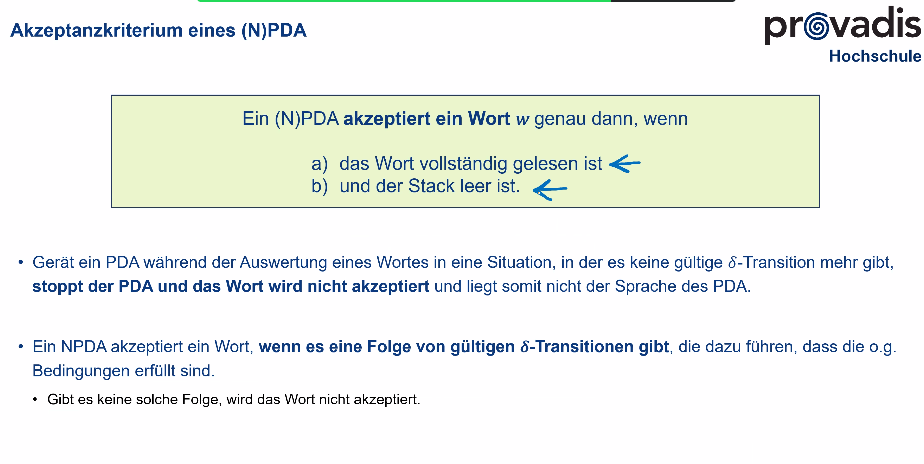 Akzeptanzkriterium eines (N)PDA
provadis
Hochschule
Ein (N)PDA akzeptiert ein Wort w genau dann, wenn
a) das Wort vollständig gelesen ist
b) und der Stack leer ist.
• Gerät ein PDA während der Auswertung eines Wortes in eine Situation, in der es keine gültige δ-Transition mehr gibt,
stoppt der PDA und das Wort wird nicht akzeptiert und liegt somit nicht der Sprache des PDA.
• Ein NPDA akzeptiert ein Wort, wenn es eine Folge von gültigen δ-Transitionen gibt, die dazu führen, dass die o.g.
Bedingungen erfüllt sind.
• Gibt es keine solche Folge, wird das Wort nicht akzeptiert.